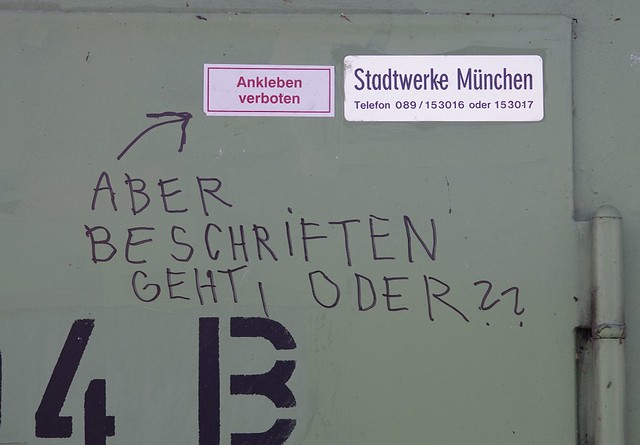 Ankleben
verboten
Stadtwerke München
Telefon 089/153016 oder 153017
ABER
BESCHRiFTEN
GEHT, ODER??
4 B